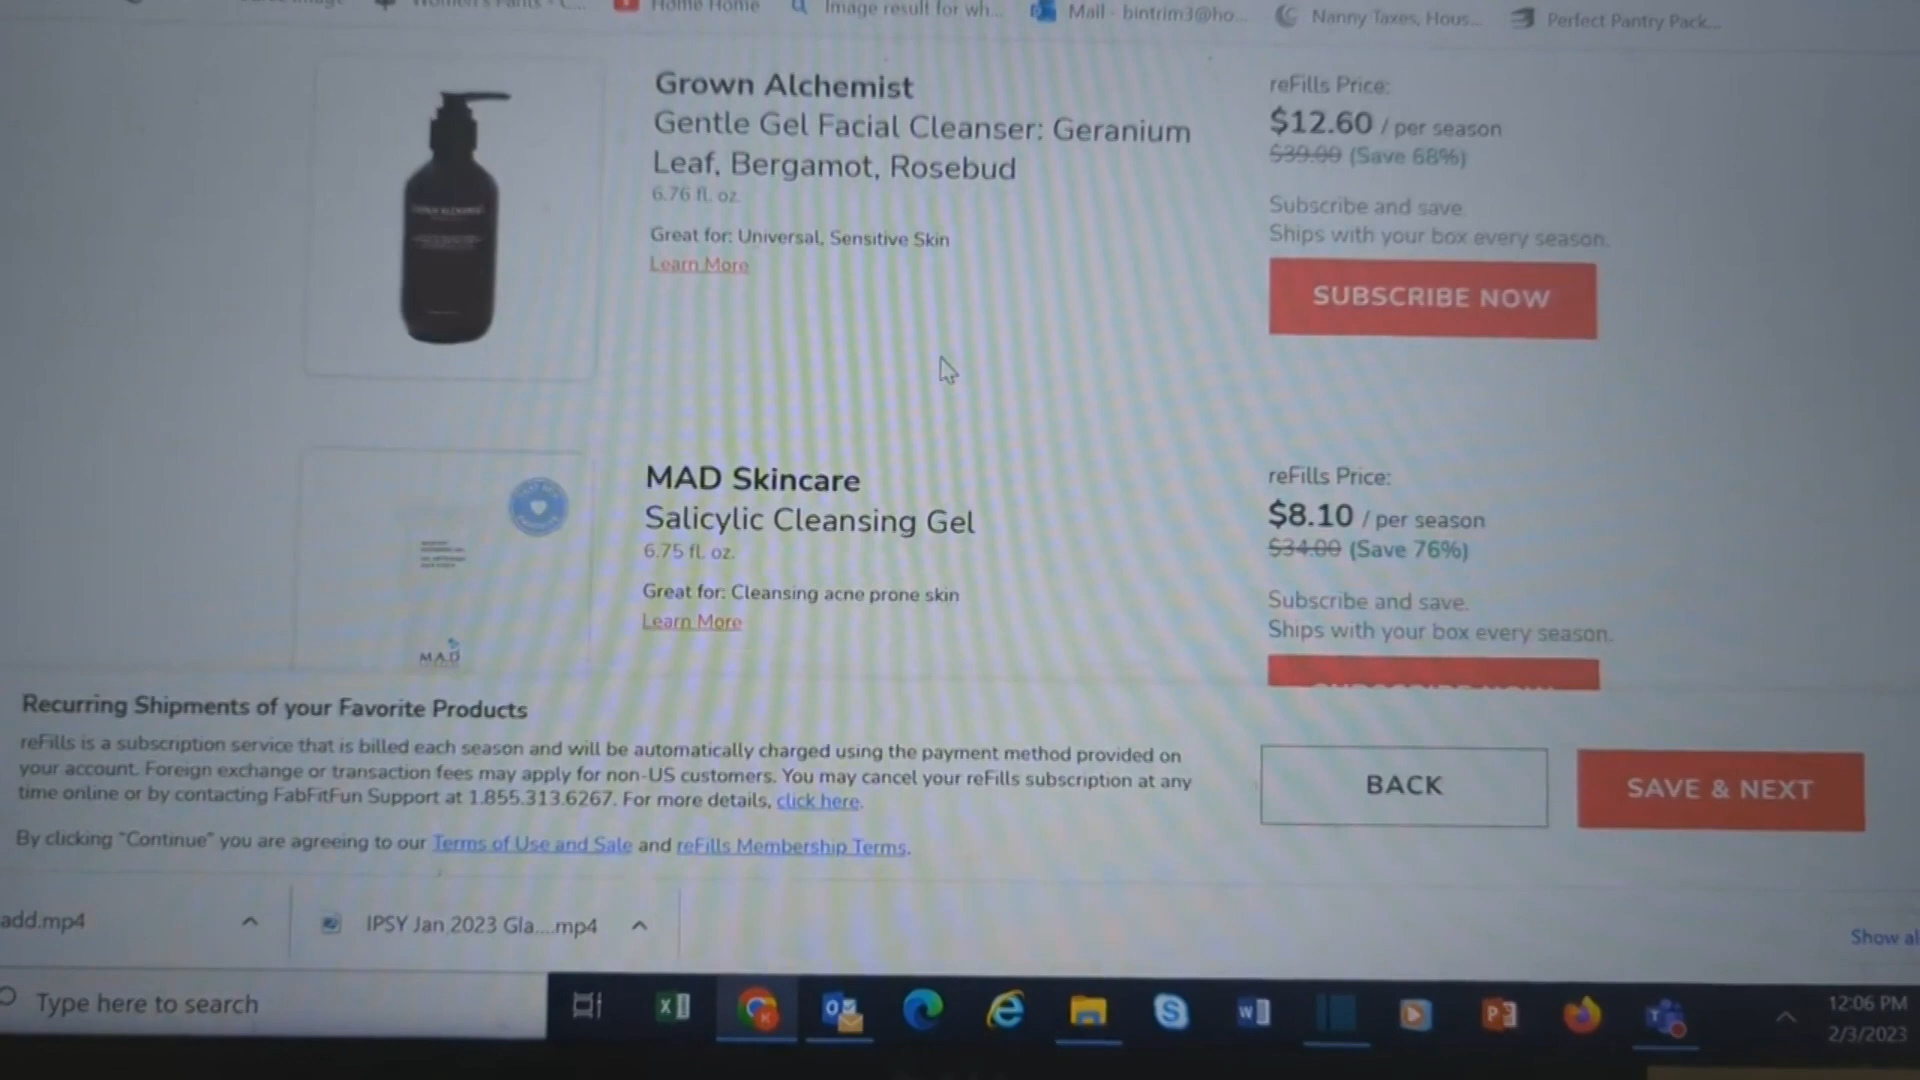 Home Home
Image result for wh...
Mail - bintrim3@ho...
Nanny Taxes, Hous...
Perfect Pantry Pack...
Grown Alchemist
Gentle Gel Facial Cleanser: Geranium
Leaf, Bergamot, Rosebud
6.76 fl. oz.
Great for: Universal, Sensitive Skin
Learn More
reFills Price:
$12.60 / per season
$39.00 (Save 68%)
Subscribe and save.
Ships with your box every season.
SUBSCRIBE NOW
MAD Skincare
Salicylic Cleansing Gel
6.75 fl. oz.
Great for: Cleansing acne prone skin
Learn More
MAD
reFills Price:
$8.10 / per season
$34.00 (Save 76%)
Subscribe and save.
Ships with your box every season.
Recurring Shipments of your Favorite Products
reFills is a subscription service that is billed each season and will be automatically charged using the payment method provided on
your account. Foreign exchange or transaction fees may apply for non-US customers. You may cancel your reFills subscription at any
time online or by contacting FabFitFun Support at 1.855.313.6267. For more details, click here.
By clicking "Continue" you are agreeing to our Terms of Use and Sale and reFills Membership Terms.
BACK
SAVE & NEXT
add.mp4
IPSY Jan 2023 Gla....mp4
Show al
Type here to search
12:06 PM
2/3/2023